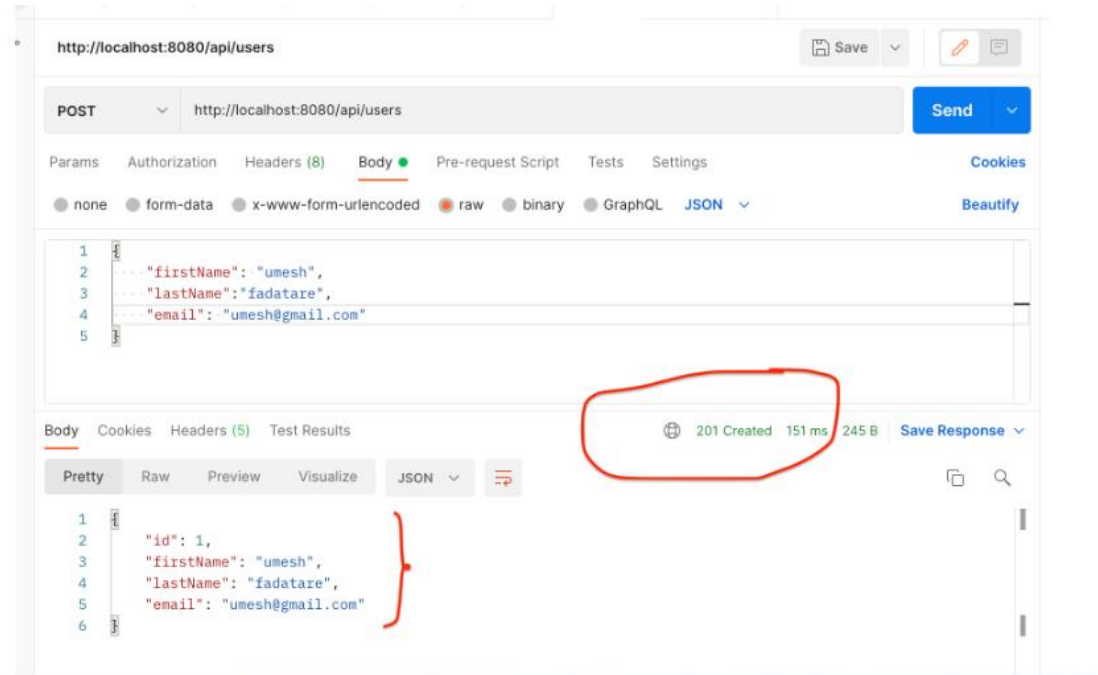 http://localhost:8080/api/users Save
POST http://localhost:8080/api/users Send
Params Authorization Headers (8) Body Pre-request Script Tests Settings Cookies
none form-data x-www-form-urlencoded raw binary GraphQL JSON Beautify
1 {
2 "firstName": "umesh",
3 "lastName":"fadatare",
4 "email": "umesh@gmail.com"
5 }
Body Cookies Headers (5) Test Results 201 Created 151 ms 245 B Save Response
Pretty Raw Preview Visualize JSON
1 {
2 "id": 1,
3 "firstName": "umesh",
4 "lastName": "fadatare",
5 "email": "umesh@gmail.com"
6 }